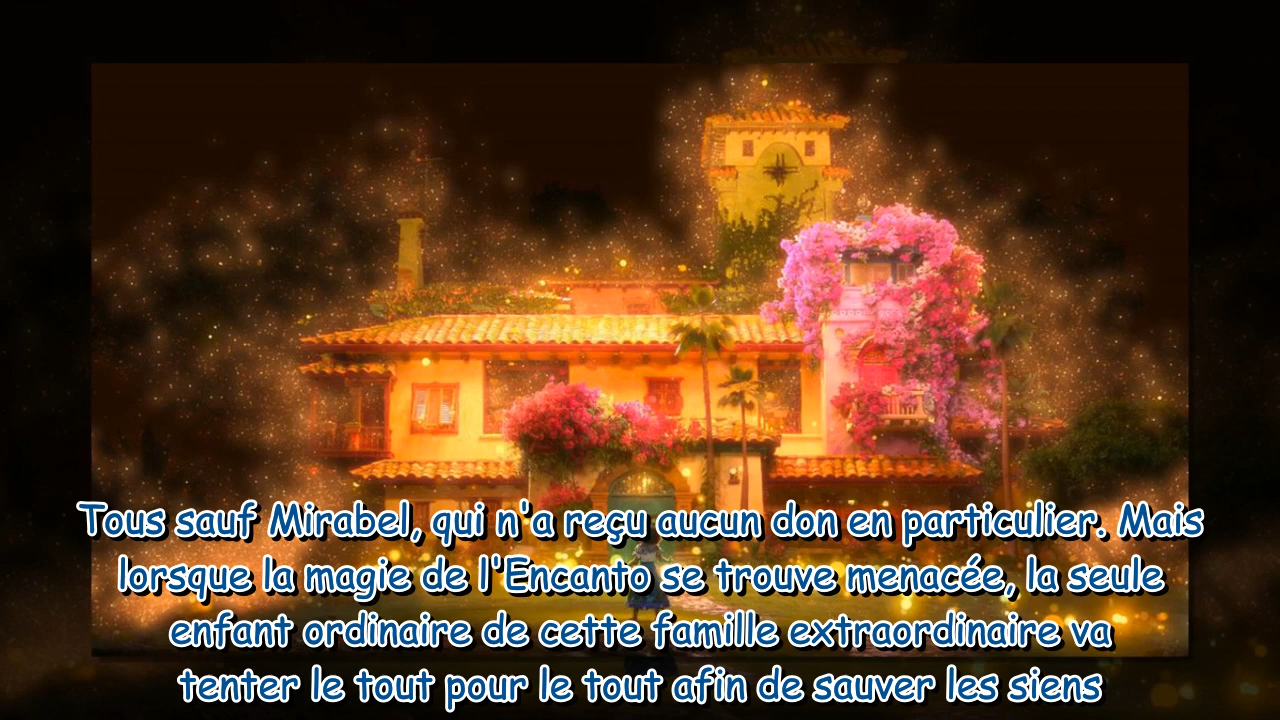 Tous sauf Mirabel, qui n'a reçu aucun don en particulier. Mais
lorsque la magie de l'Encanto se trouve menacée, la seule
enfant ordinaire de cette famille extraordinaire va
tenter le tout pour le tout afin de sauver les siens